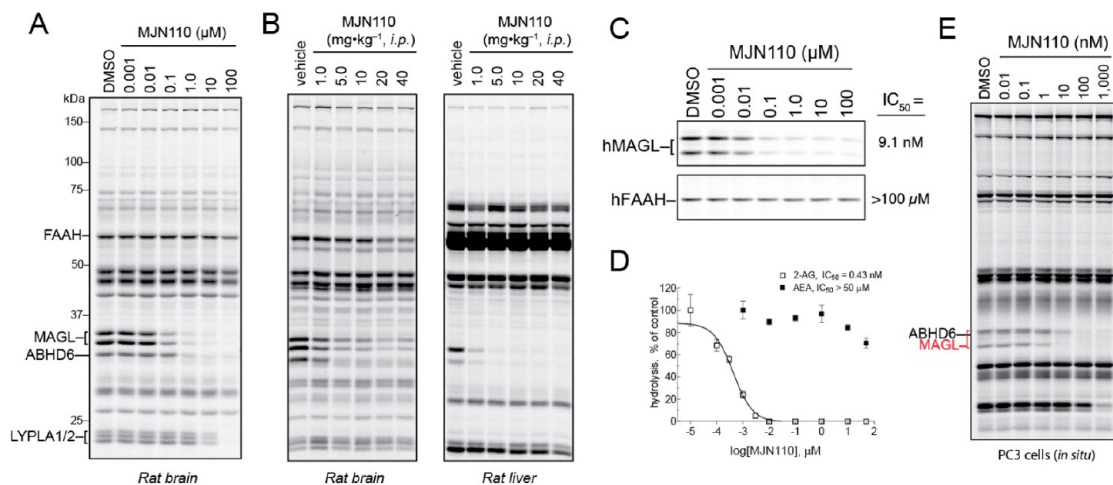 A
MJN110 (μM)
DMSO
0.001
0.01
0.1
1.0
10
100
kDa
150
100
75
FAAH
50
37
MAGL
ABHD6
25
LYPLA1/2
Rat brain
B
MJN110
(mg•kg⁻¹, i.p.)
vehicle
1.0
5.0
10
20
40
Rat brain
MJN110
(mg•kg⁻¹, i.p.)
vehicle
1.0
5.0
10
20
40
Rat liver
C
MJN110 (μM)
DMSO
0.001
0.01
0.1
1.0
10
100
IC50 =
hMAGL
9.1 nM
hFAAH
>100 μM
D
2-AG, IC50 = 0.43 nM
AEA, IC50 > 50 μM
hydrolysis, % of control
120
100
80
60
40
20
0
-5 -4 -3 -2 -1 0 1 2
log[MJN110], μM
E
MJN110 (nM)
DMSO
0.01
0.1
1
10
100
1,000
ABHD6
MAGL
PC3 cells (in situ)